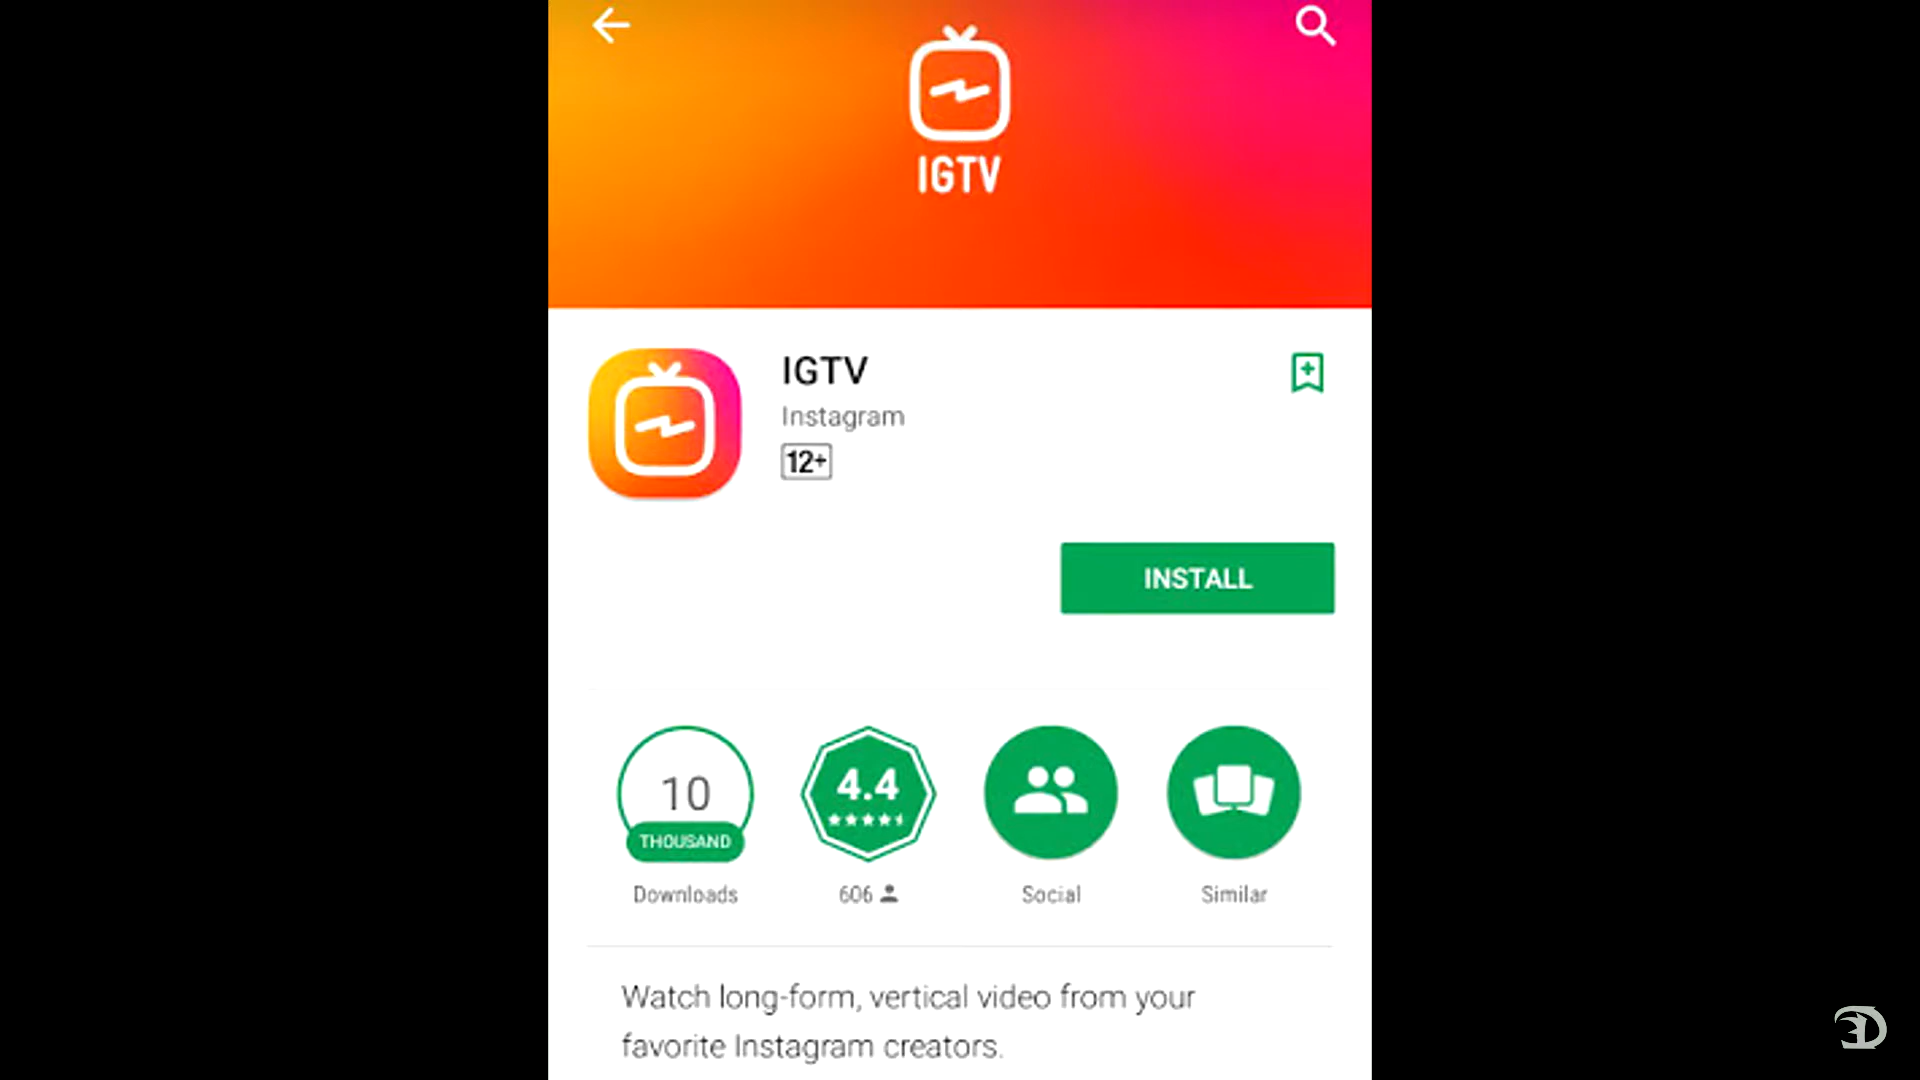 IGTV
IGTV
Instagram
12+
INSTALL
10
THOUSAND
Downloads
4.4
606
Social
Similar
Watch long-form, vertical video from your
favorite Instagram creators.